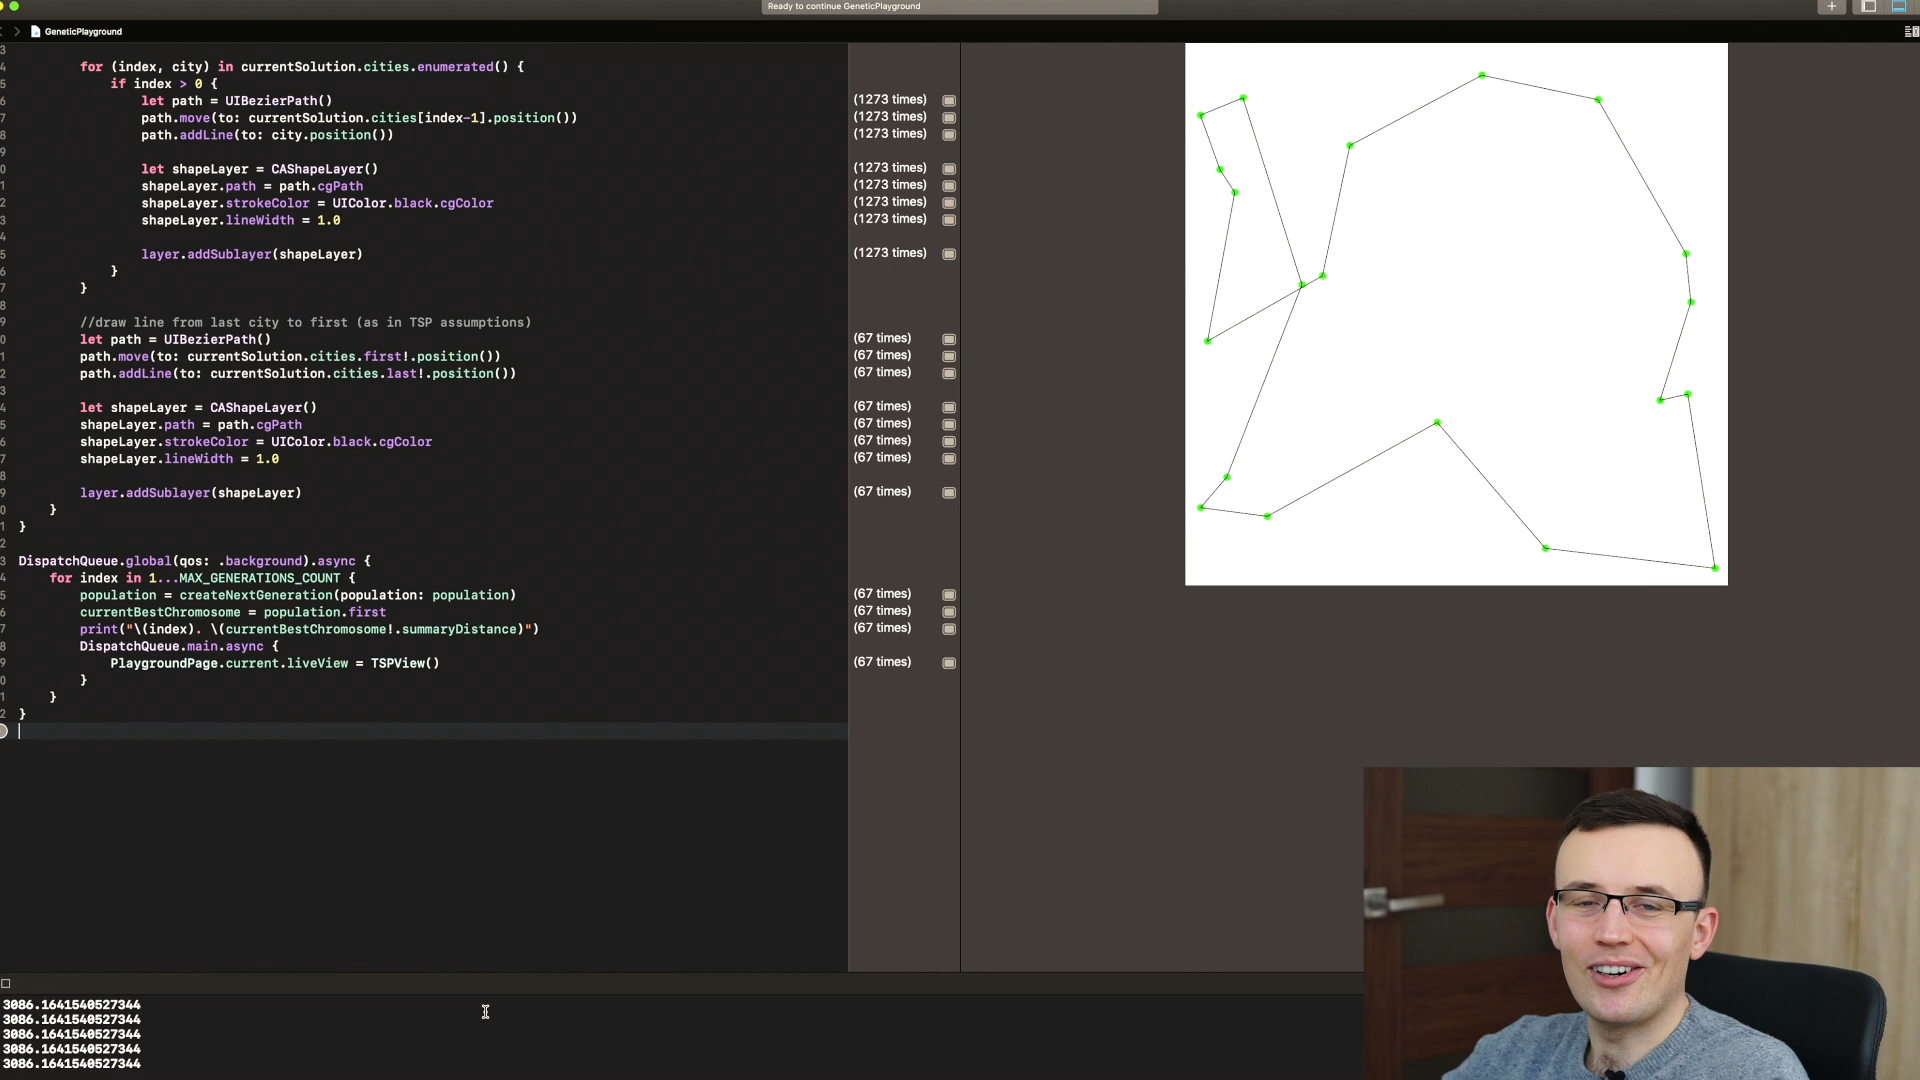 Ready to continue GeneticPlayground
GeneticPlayground
for (index, city) in currentSolution.cities.enumerated() {
if index > 0 {
let path = UIBezierPath()
(1273 times)
path.move(to: currentSolution.cities[index-1].position())
(1273 times)
path.addLine(to: city.position())
(1273 times)
let shapeLayer = CAShapeLayer()
(1273 times)
shapeLayer.path = path.cgPath
(1273 times)
shapeLayer.strokeColor = UIColor.black.cgColor
(1273 times)
shapeLayer.lineWidth = 1.0
(1273 times)
layer.addSublayer(shapeLayer)
(1273 times)
}
}
//draw line from last city to first (as in TSP assumptions)
let path = UIBezierPath()
(67 times)
path.move(to: currentSolution.cities.first!.position())
(67 times)
path.addLine(to: currentSolution.cities.last!.position())
(67 times)
let shapeLayer = CAShapeLayer()
(67 times)
shapeLayer.path = path.cgPath
(67 times)
shapeLayer.strokeColor = UIColor.black.cgColor
(67 times)
shapeLayer.lineWidth = 1.0
(67 times)
layer.addSublayer(shapeLayer)
(67 times)
}
}
DispatchQueue.global(qos: .background).async {
for index in 1...MAX_GENERATIONS_COUNT {
population = createNextGeneration(population: population)
(67 times)
currentBestChromosome = population.first
(67 times)
print("\(index). \(currentBestChromosome!.summaryDistance)")
(67 times)
DispatchQueue.main.async {
PlaygroundPage.current.liveView = TSPView()
(67 times)
}
}
}
3086.1641540527344
3086.1641540527344
3086.1641540527344
3086.1641540527344
3086.1641540527344